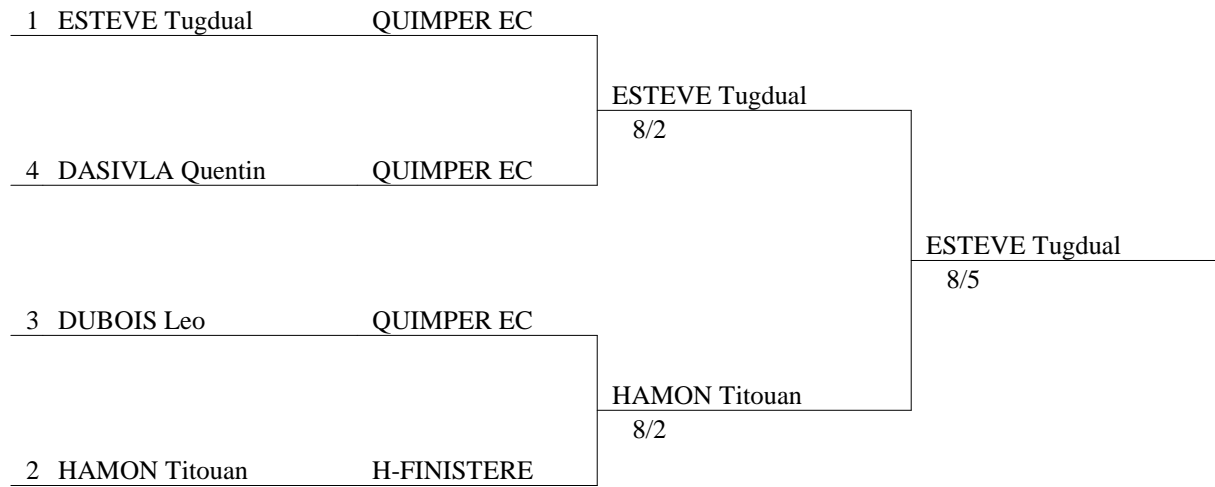 1 ESTEVE Tugdual QUIMPER EC
ESTEVE Tugdual
8/2
4 DASIVLA Quentin QUIMPER EC
ESTEVE Tugdual
8/5
3 DUBOIS Leo QUIMPER EC
HAMON Titouan
8/2
2 HAMON Titouan H-FINISTERE